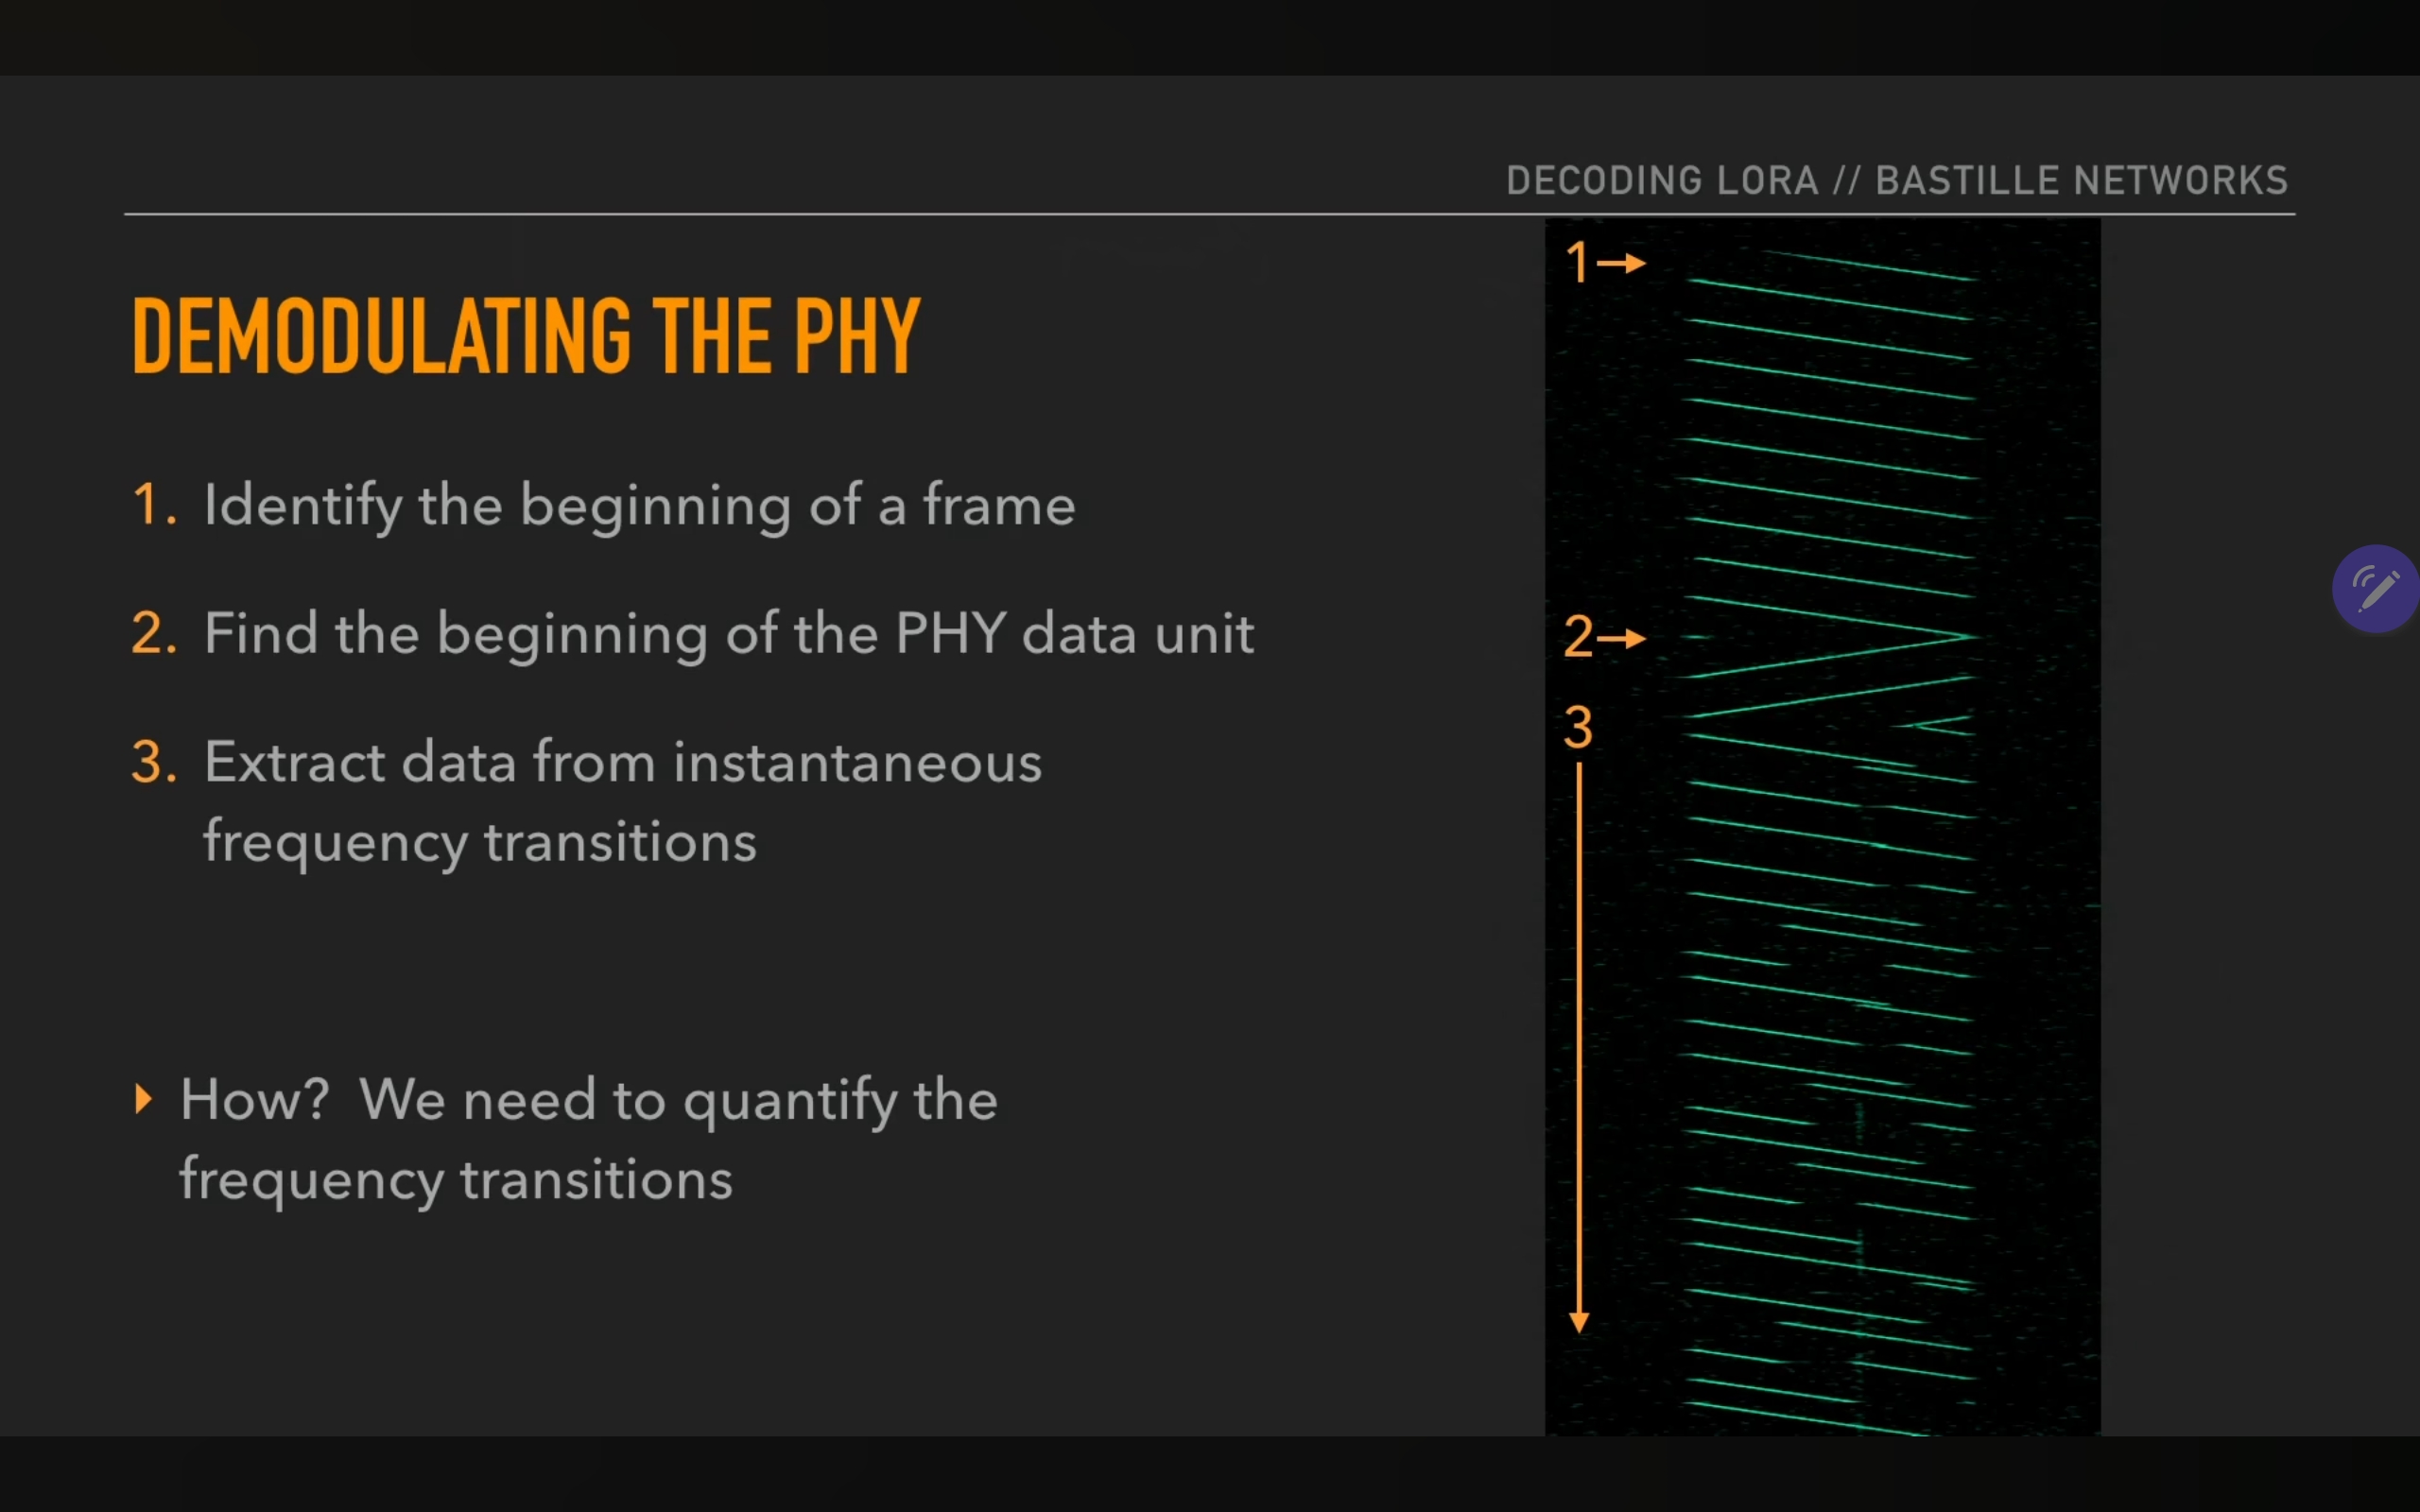 DECODING LORA // BASTILLE NETWORKS
DEMODULATING THE PHY
1. Identify the beginning of a frame
2. Find the beginning of the PHY data unit
3. Extract data from instantaneous
frequency transitions
How? We need to quantify the
frequency transitions
1
2
3